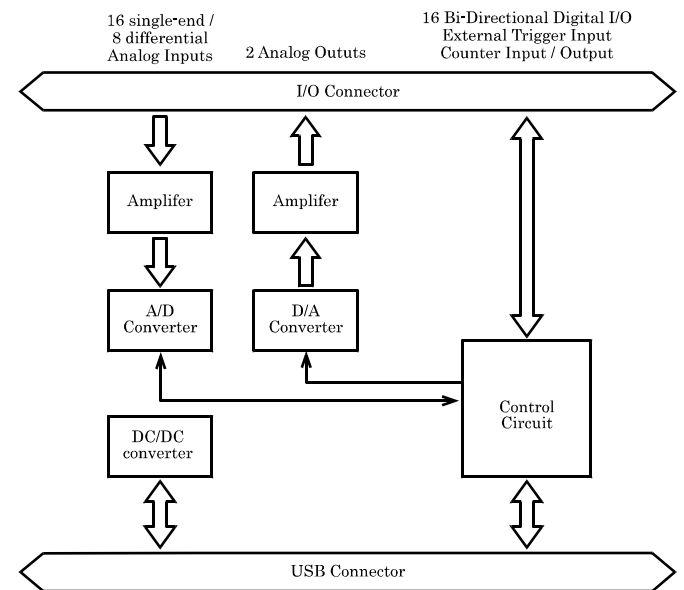 16 single-end /
8 differential
Analog Inputs
2 Analog Oututs
16 Bi-Directional Digital I/O
External Trigger Input
Counter Input / Output
I/O Connector
Amplifer
Amplifer
A/D
Converter
D/A
Converter
Control
Circuit
DC/DC
converter
USB Connector